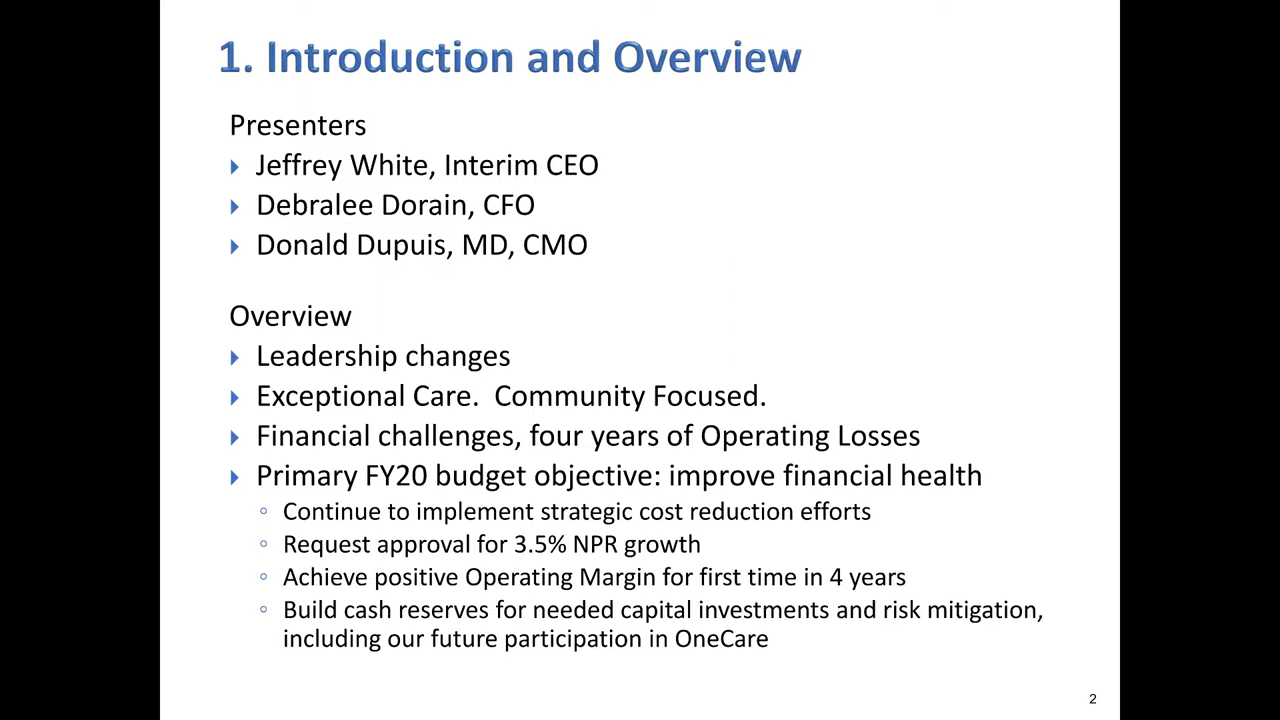 1. Introduction and Overview
Presenters
Jeffrey White, Interim CEO
Debralee Dorain, CFO
Donald Dupuis, MD, CMO
Overview
Leadership changes
Exceptional Care.  Community Focused.
Financial challenges, four years of Operating Losses
Primary FY20 budget objective: improve financial health
Continue to implement strategic cost reduction efforts
Request approval for 3.5% NPR growth
Achieve positive Operating Margin for first time in 4 years
Build cash reserves for needed capital investments and risk mitigation,
including our future participation in OneCare
2